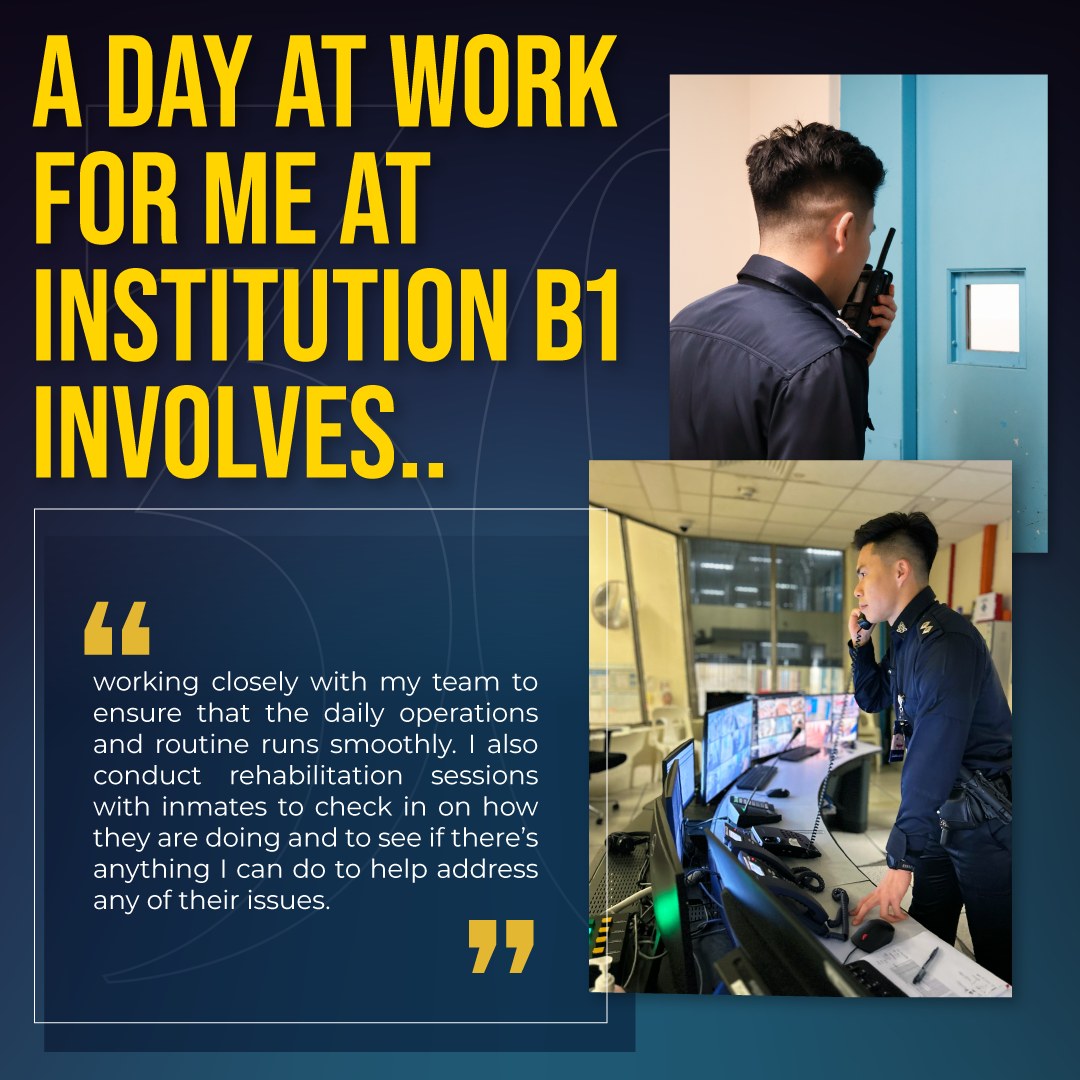 A DAY AT WORK
FOR ME AT
INSTITUTION B1
INVOLVES..
“
working closely with my team to
ensure that the daily operations
and routine runs smoothly. I also
conduct rehabilitation sessions
with inmates to check in on how
they are doing and to see if there’s
anything I can do to help address
any of their issues.
”